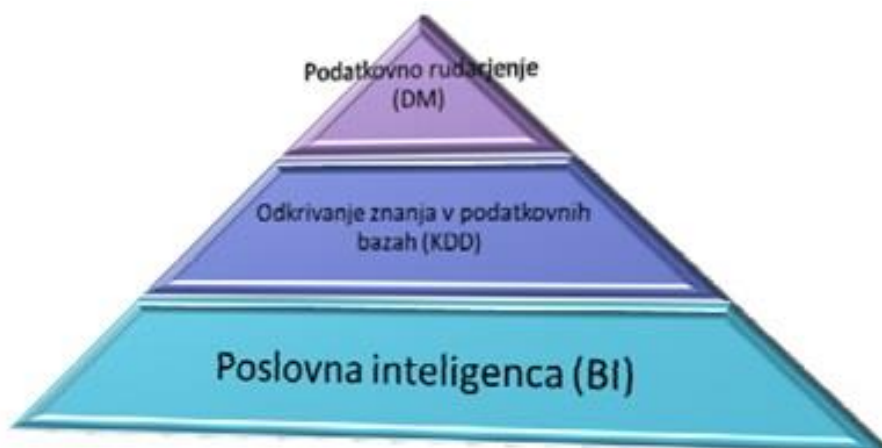 Podatkovno rudarjenje
(DM)
Odkrivanje znanja v podatkovnih
bazah (KDD)
Poslovna inteligenca (BI)